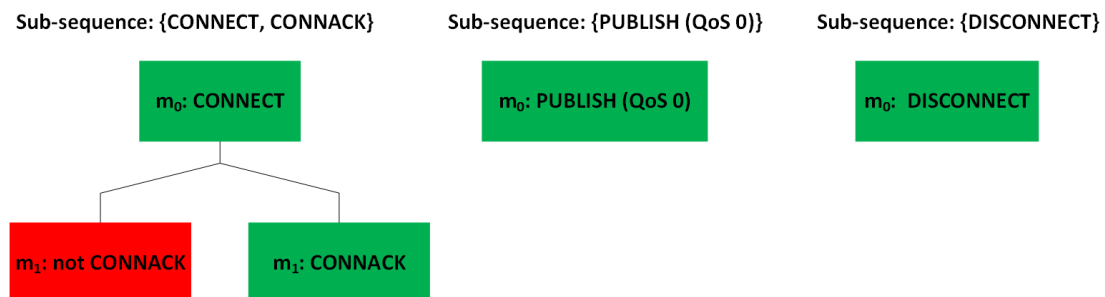 Sub-sequence: {CONNECT, CONNACK}
Sub-sequence: {PUBLISH (QoS 0)}
Sub-sequence: {DISCONNECT}
m₀: CONNECT
m₀: PUBLISH (QoS 0)
m₀: DISCONNECT
m₁: not CONNACK
m₁: CONNACK